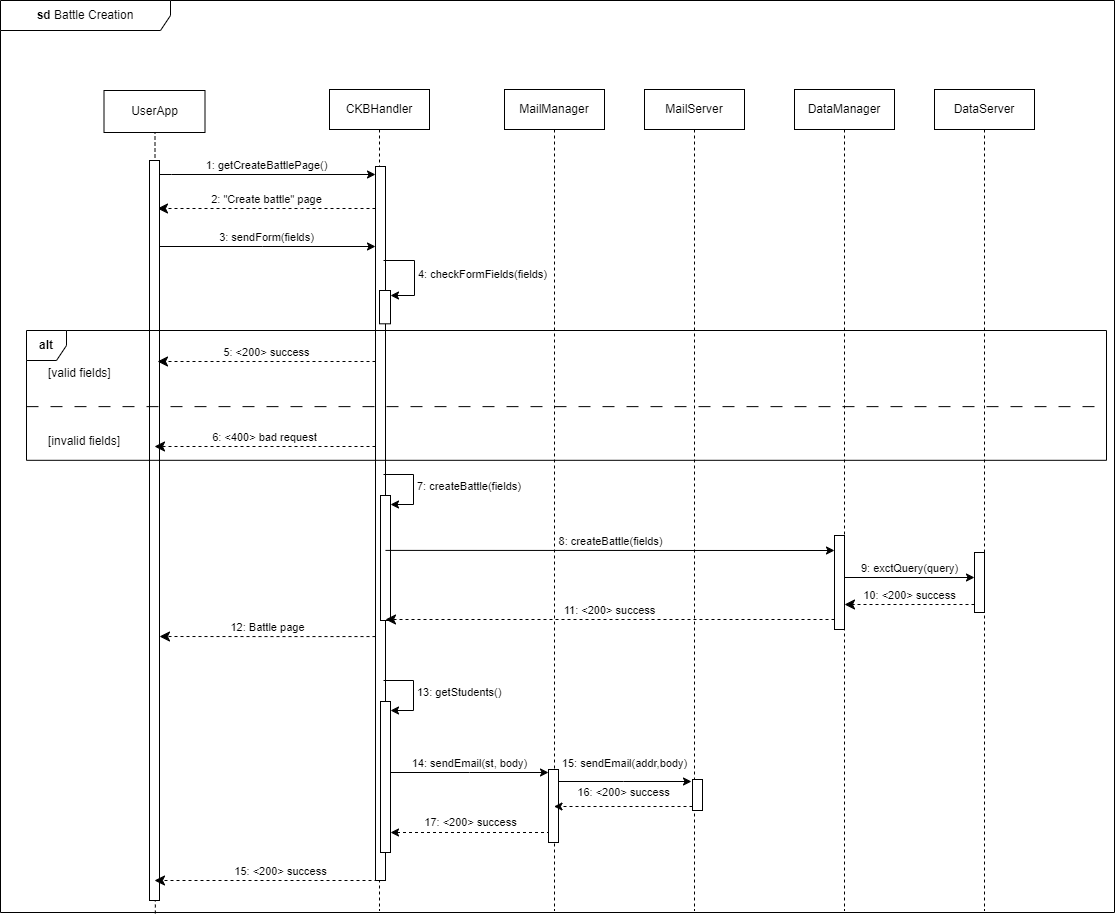 sd Battle Creation
UserApp
CKBHandler
MailManager
MailServer
DataManager
DataServer
1: getCreateBattlePage()
2: "Create battle" page
3: sendForm(fields)
4: checkFormFields(fields)
alt
5: <200> success
[valid fields]
6: <400> bad request
[invalid fields]
7: createBattle(fields)
8: createBattle(fields)
9: exctQuery(query)
10: <200> success
11: <200> success
12: Battle page
13: getStudents()
14: sendEmail(st, body)
15: sendEmail(addr,body)
16: <200> success
17: <200> success
15: <200> success